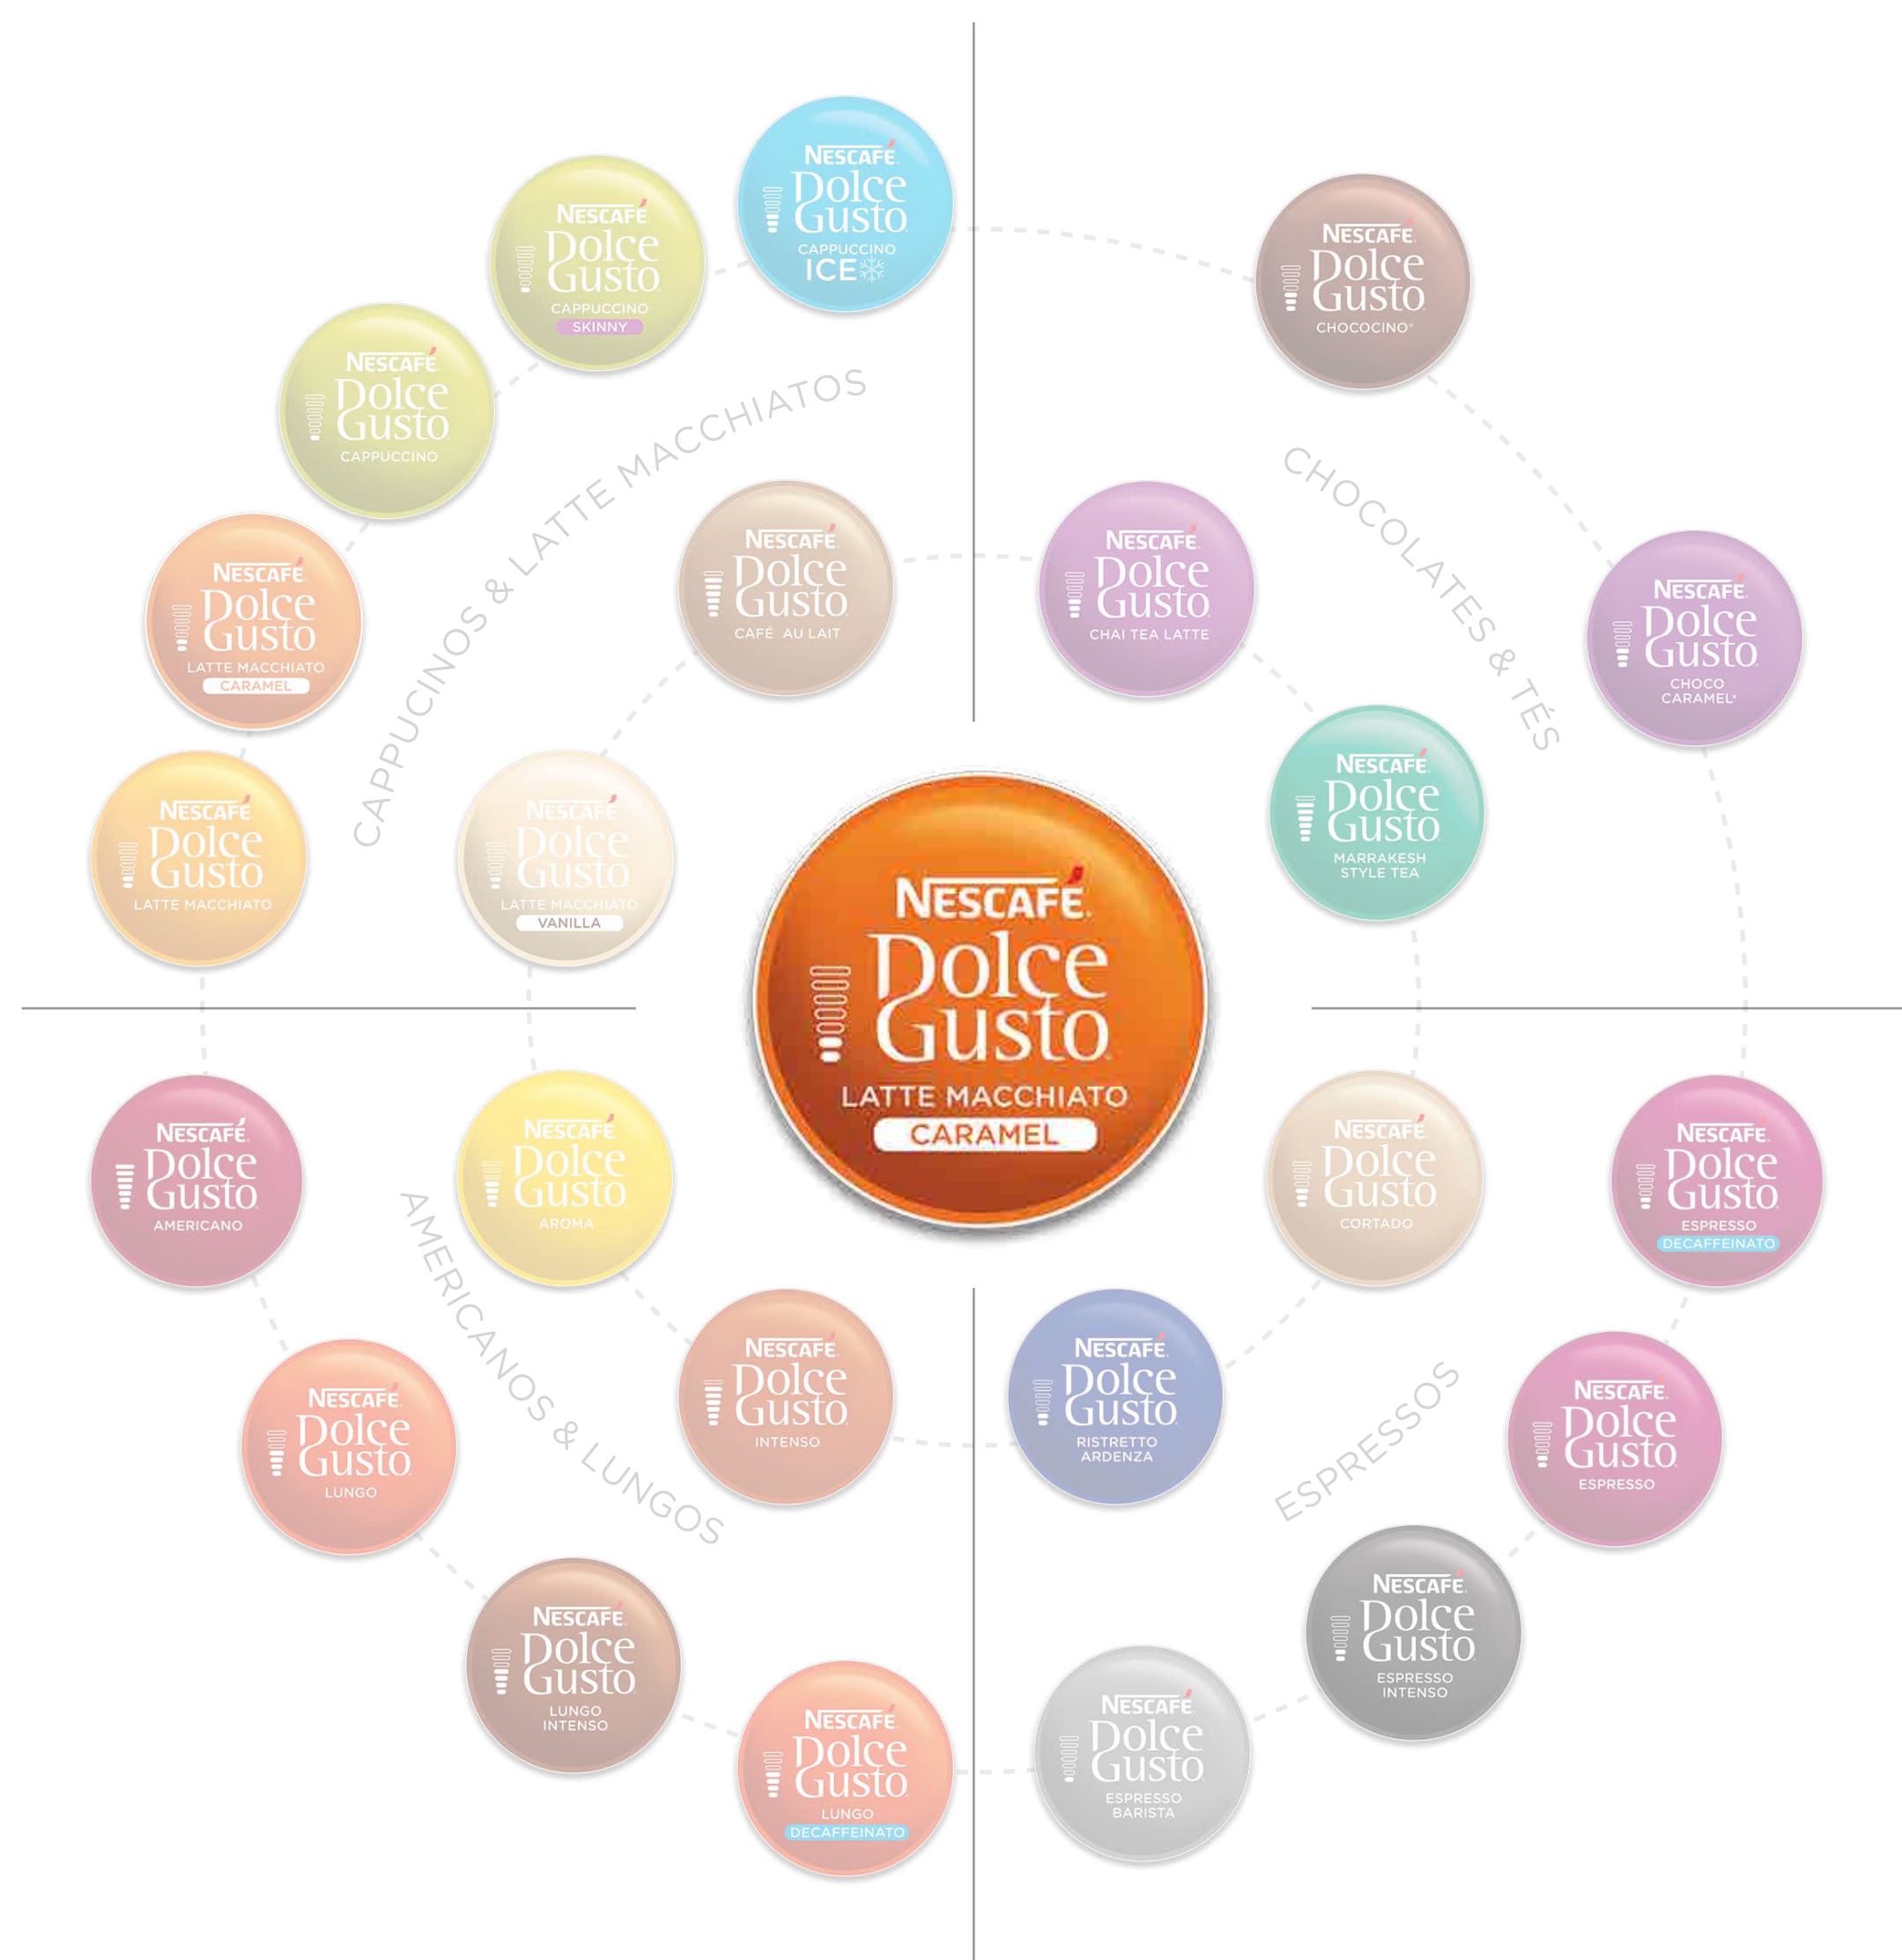 NESCAFÉ.
Dolce
Gusto
CAPPUCCINO
ICE
NESCAFÉ.
Dolce
Gusto
CAPPUCCINO
SKINNY
NESCAFÉ.
Dolce
Gusto
CAPPUCCINO
NESCAFÉ.
Dolce
Gusto
LATTE MACCHIATO
CARAMEL
NESCAFÉ.
Dolce
Gusto
LATTE MACCHIATO
CAPPUCINOS & LATTE MACCHIATOS
NESCAFÉ.
Dolce
Gusto
CAFÉ AU LAIT
NESCAFÉ.
Dolce
Gusto
LATTE MACCHIATO
VANILLA
NESCAFÉ.
Dolce
Gusto
CHOCOCINO®
CHOCOLATES & TÉS
NESCAFÉ.
Dolce
Gusto
CHAI TEA LATTE
NESCAFÉ.
Dolce
Gusto
CHOCO
CARAMEL*
NESCAFÉ.
Dolce
Gusto
MARRAKESH
STYLE TEA
NESCAFÉ.
Dolce
Gusto
LATTE MACCHIATO
CARAMEL
NESCAFÉ.
Dolce
Gusto
AMERICANO
NESCAFÉ.
Dolce
Gusto
AROMA
AMERICANOS & LUNGOS
NESCAFÉ.
Dolce
Gusto
INTENSO
NESCAFÉ.
Dolce
Gusto
LUNGO
NESCAFÉ.
Dolce
Gusto
LUNGO
INTENSO
NESCAFÉ.
Dolce
Gusto
LUNGO
DECAFFEINATO
NESCAFÉ.
Dolce
Gusto
CORTADO
NESCAFÉ.
Dolce
Gusto
ESPRESSO
DECAFFEINATO
NESCAFÉ.
Dolce
Gusto
RISTRETTO
ARDENZA
ESPRESSOS
NESCAFÉ.
Dolce
Gusto
ESPRESSO
NESCAFÉ.
Dolce
Gusto
ESPRESSO
INTENSO
NESCAFÉ.
Dolce
Gusto
ESPRESSO
BARISTA